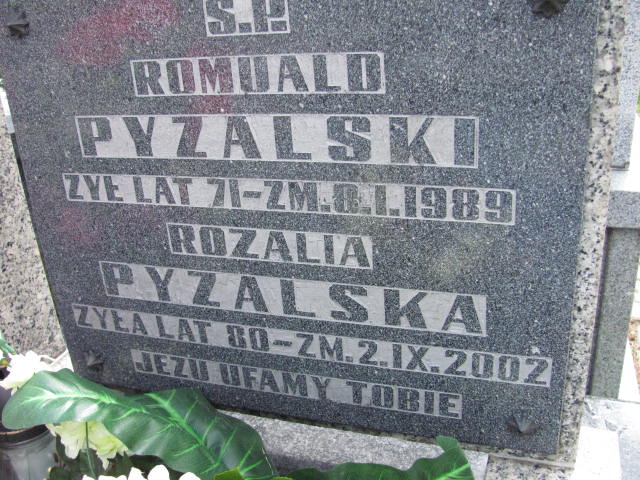 Ś.P.
ROMUALD
PYZALSKI
ŻYŁ LAT 71-ZM.8.I.1989
ROZALIA
PYZALSKA
ŻYŁA LAT 80-ZM.2.IX.2002
JEZU UFAMY TOBIE